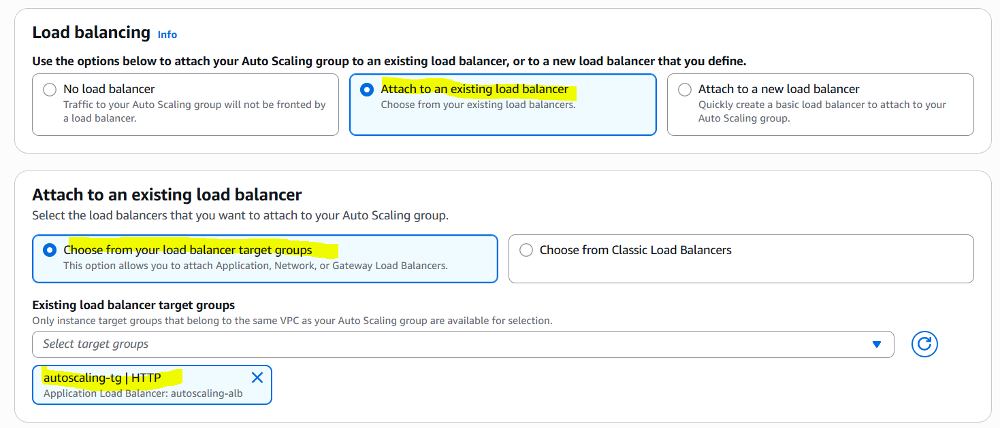 Load balancing Info
Use the options below to attach your Auto Scaling group to an existing load balancer, or to a new load balancer that you define.
No load balancer
Traffic to your Auto Scaling group will not be fronted by
a load balancer.
Attach to an existing load balancer
Choose from your existing load balancers.
Attach to a new load balancer
Quickly create a basic load balancer to attach to your
Auto Scaling group.
Attach to an existing load balancer
Select the load balancers that you want to attach to your Auto Scaling group.
Choose from your load balancer target groups
This option allows you to attach Application, Network, or Gateway Load Balancers.
Choose from Classic Load Balancers
Existing load balancer target groups
Only instance target groups that belong to the same VPC as your Auto Scaling group are available for selection.
Select target groups
autoscaling-tg | HTTP
Application Load Balancer: autoscaling-alb